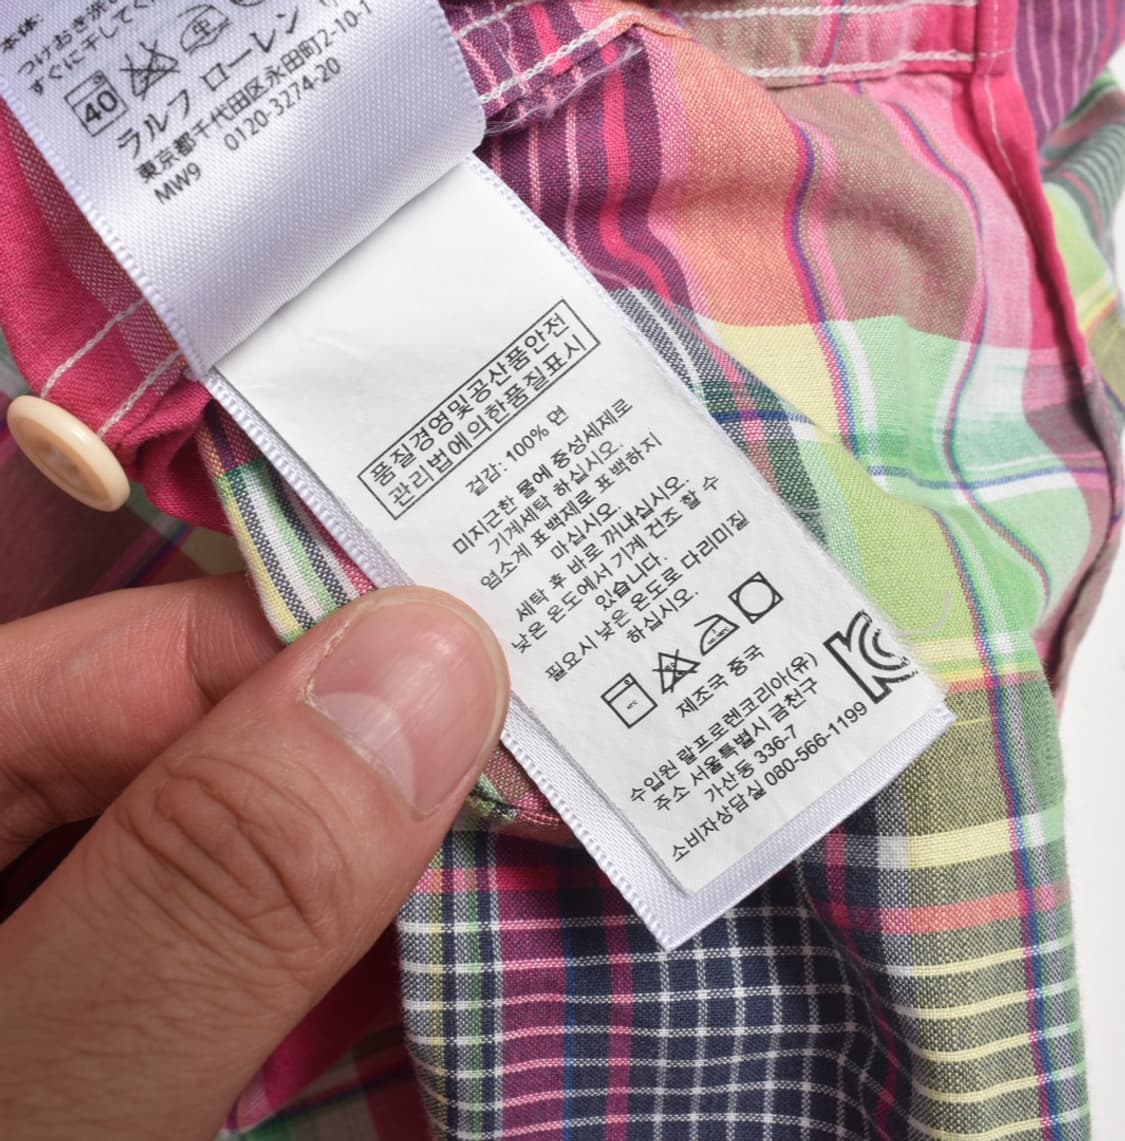 本体:
つけおき洗い
すぐに干してくだ
40
ラルフ ローレン
東京都千代田区永田町2-10-1
0120-3274-20
MW9
품질경영및공산품안전
관리법에의한품질표시
겉감: 100% 면
미지근한 물에 중성세제로
기계세탁 하십시오.
염소계 표백제로 표백하지
마십시오.
세탁 후 바로 꺼내십시오.
낮은 온도에서 기계 건조 할 수
있습니다.
필요시 낮은 온도로 다리미질
하십시오.
제조국 중국
수입원 랄프로렌코리아(유)
주소 서울특별시 금천구
가산동 336-7
소비자상담실 080-566-1199